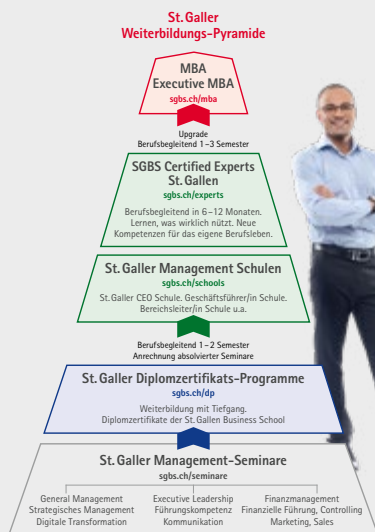 St. Galler
Weiterbildungs-Pyramide
MBA
Executive MBA
sgbs.ch/mba
Upgrade
Berufsbegleitend 1–3 Semester
SGBS Certified Experts
St. Gallen
sgbs.ch/experts
Berufsbegleitend in 6–12 Monaten.
Lernen, was wirklich nützt. Neue
Kompetenzen für das eigene Berufsleben.
St. Galler Management Schulen
sgbs.ch/schools
St. Galler CEO Schule. Geschäftsführer/in Schule.
Bereichsleiter/in Schule u.a.
Berufsbegleitend 1–2 Semester
Anrechnung absolvierter Seminare
St. Galler Diplomzertifikats-Programme
sgbs.ch/dp
Weiterbildung mit Tiefgang.
Diplomzertifikate der St. Gallen Business School
St. Galler Management-Seminare
sgbs.ch/seminare
General Management
Strategisches Management
Digitale Transformation
Executive Leadership
Führungskompetenz
Kommunikation
Finanzmanagement
Finanzielle Führung, Controlling
Marketing, Sales